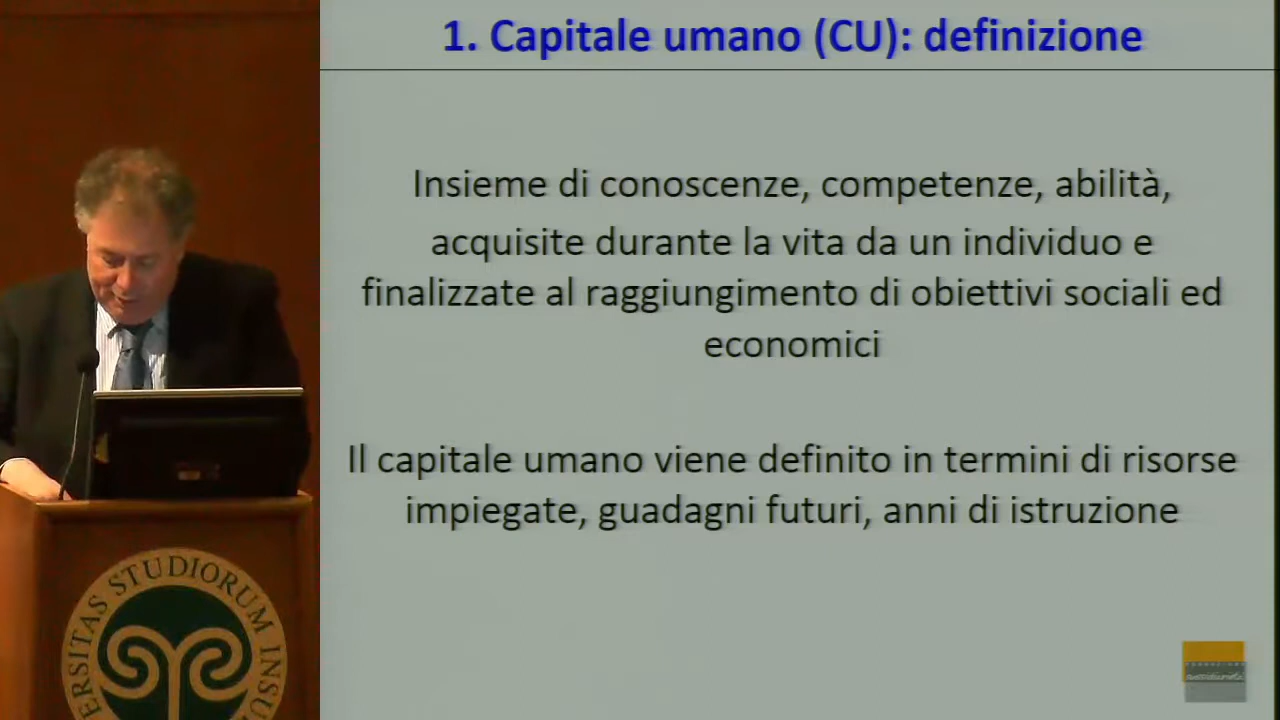 1. Capitale umano (CU): definizione
Insieme di conoscenze, competenze, abilità,
acquisite durante la vita da un individuo e
finalizzate al raggiungimento di obiettivi sociali ed
economici
Il capitale umano viene definito in termini di risorse
impiegate, guadagni futuri, anni di istruzione
ERSITAS STUDIORUM INSU